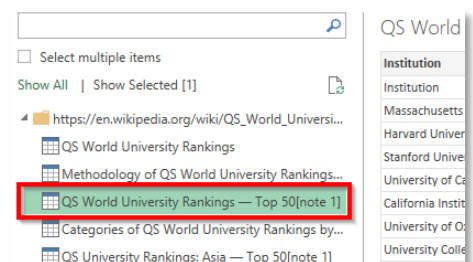 Select multiple items
Show All | Show Selected [1]
https://en.wikipedia.org/wiki/QS_World_Universi...
QS World University Rankings
Methodology of QS World University Rankings...
QS World University Rankings — Top 50[note 1]
Categories of QS World University Rankings by...
QS University Rankings: Asia — Top 50[note 1]
QS World
Institution
Institution
Massachusetts
Harvard Univer
Stanford Unive
University of Ca
California Instit
University of O
University Colle